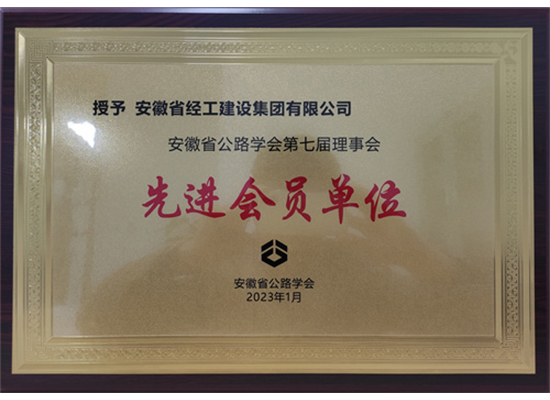 授予 安徽省经工建设集团有限公司
安徽省公路学会第七届理事会
先进会员单位
安徽省公路学会
2023年1月